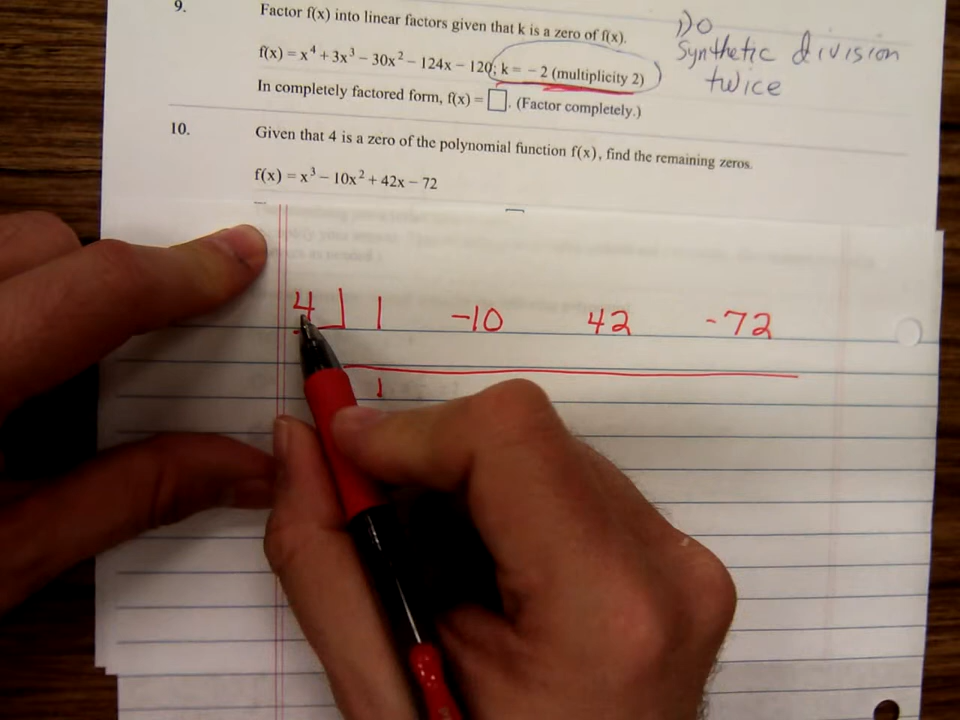 9. Factor f(x) into linear factors given that k is a zero of f(x).
f(x) = x⁴ + 3x³ − 30x² − 124x − 120; k = − 2 (multiplicity 2)
In completely factored form, f(x) = □. (Factor completely.)
1) DO
Synthetic division
twice
10. Given that 4 is a zero of the polynomial function f(x), find the remaining zeros.
f(x) = x³ − 10x² + 42x − 72
4 1 -10 42 -72
1